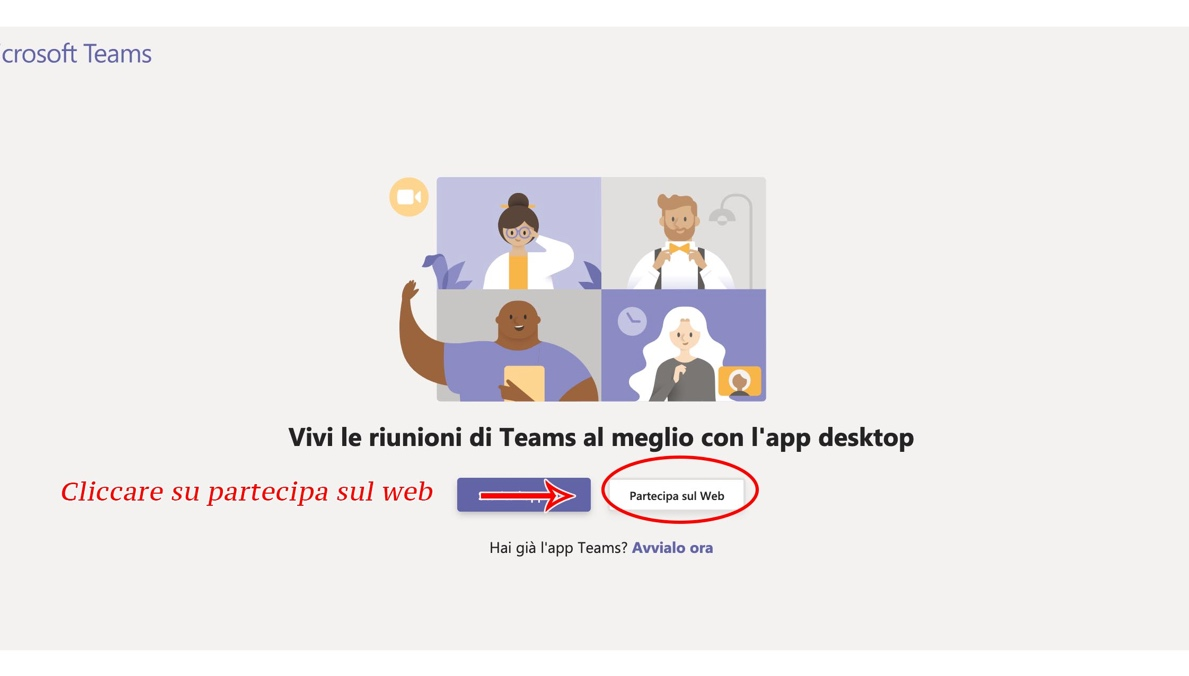 crosoft Teams
Vivi le riunioni di Teams al meglio con l'app desktop
Cliccare su partecipa sul web
Partecipa sul Web
Hai già l'app Teams? Avvialo ora